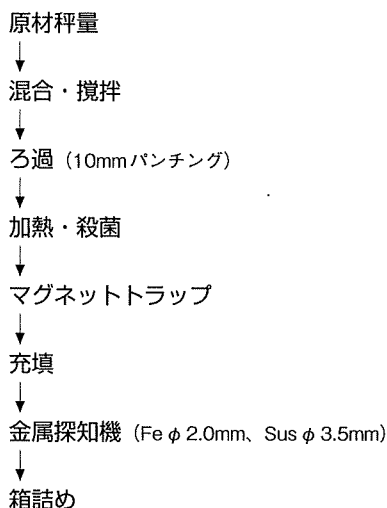 原材秤量
混合・撹拌
ろ過（10mmパンチング）
加熱・殺菌
マグネットトラップ
充填
金属探知機（Fe φ 2.0mm、Sus φ 3.5mm）
箱詰め